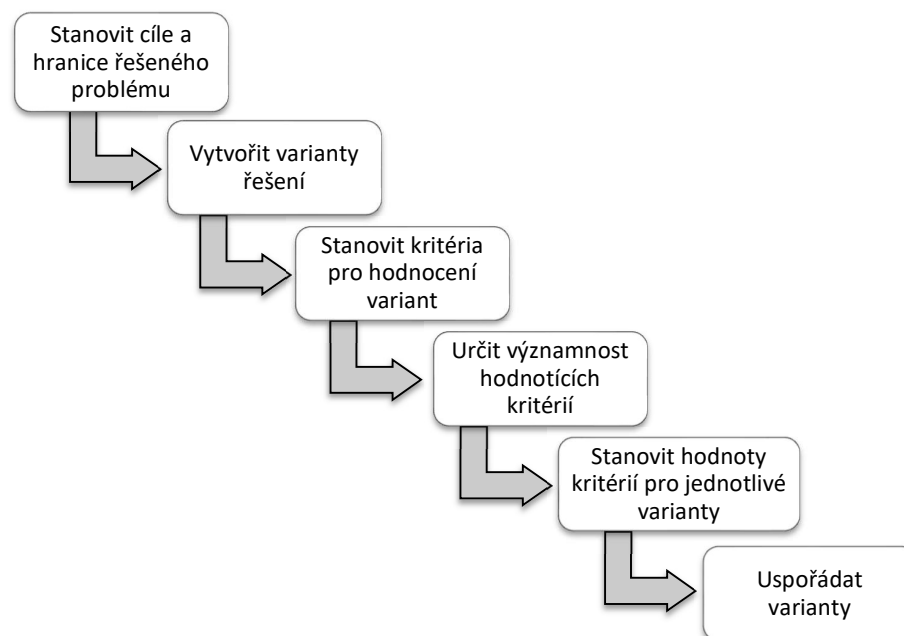 Stanovit cíle a
hranice řešeného
problému
Vytvořit varianty
řešení
Stanovit kritéria
pro hodnocení
variant
Určit významnost
hodnotících
kritérií
Stanovit hodnoty
kritérií pro jednotlivé
varianty
Uspořádat
varianty